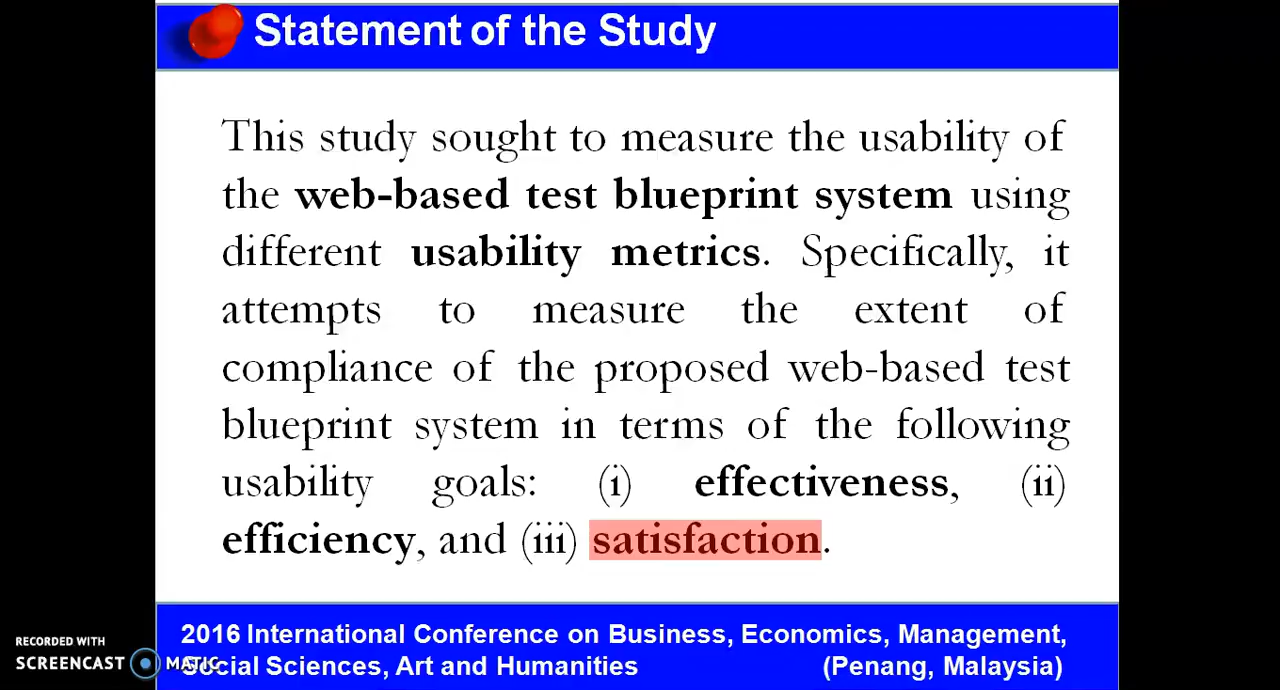 Statement of the Study
This study sought to measure the usability of
the web-based test blueprint system using
different usability metrics. Specifically, it
attempts to measure the extent of
compliance of the proposed web-based test
blueprint system in terms of the following
usability goals: (i) effectiveness, (ii)
efficiency, and (iii) satisfaction.
2016 International Conference on Business, Economics, Management,
Social Sciences, Art and Humanities (Penang, Malaysia)
RECORDED WITH
SCREENCAST MATIC